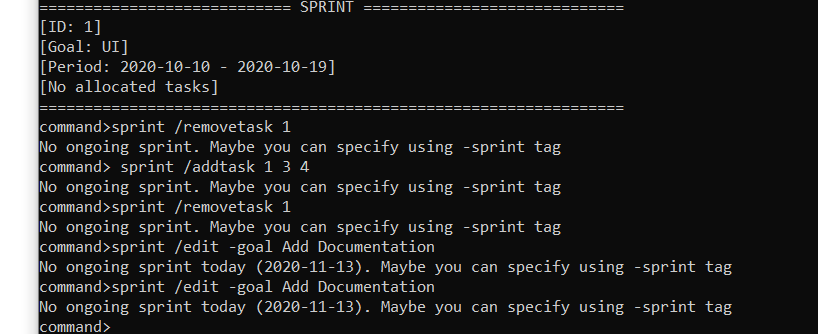 ============================ SPRINT =============================
[ID: 1]
[Goal: UI]
[Period: 2020-10-10 - 2020-10-19]
[No allocated tasks]
=================================================================
command>sprint /removetask 1
No ongoing sprint. Maybe you can specify using -sprint tag
command> sprint /addtask 1 3 4
No ongoing sprint. Maybe you can specify using -sprint tag
command>sprint /removetask 1
No ongoing sprint. Maybe you can specify using -sprint tag
command>sprint /edit -goal Add Documentation
No ongoing sprint today (2020-11-13). Maybe you can specify using -sprint tag
command>sprint /edit -goal Add Documentation
No ongoing sprint today (2020-11-13). Maybe you can specify using -sprint tag
command>